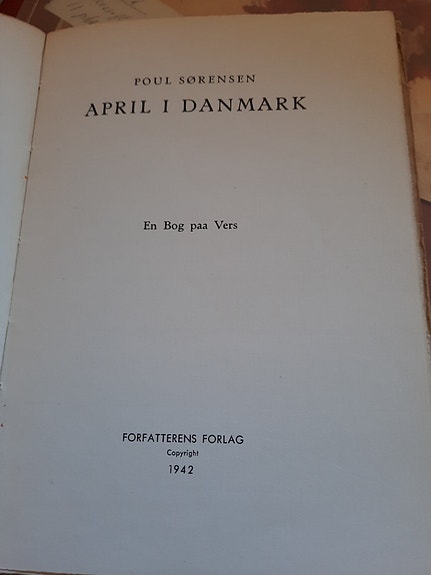 POUL SØRENSEN
APRIL I DANMARK
En Bog paa Vers
FORFATTERENS FORLAG
Copyright
1942